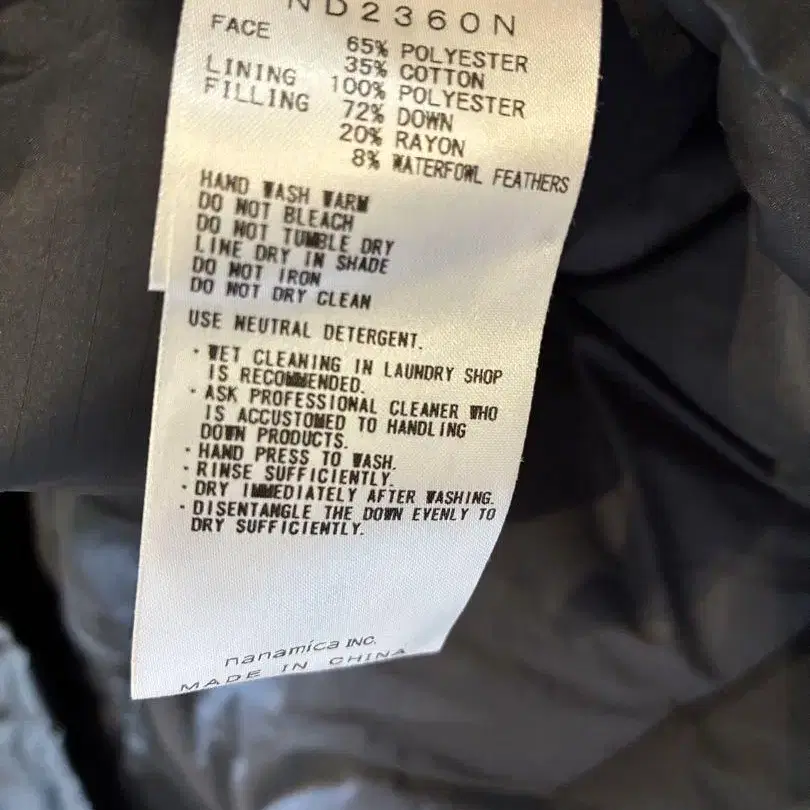 ND2360N
FACE 65% POLYESTER
35% COTTON
LINING 100% POLYESTER
FILLING 72% DOWN
20% RAYON
8% WATERFOWL FEATHERS
HAND WASH WARM
DO NOT BLEACH
DO NOT TUMBLE DRY
LINE DRY IN SHADE
DO NOT IRON
DO NOT DRY CLEAN
USE NEUTRAL DETERGENT.
・WET CLEANING IN LAUNDRY SHOP
IS RECOMMENDED.
・ASK PROFESSIONAL CLEANER WHO
IS ACCUSTOMED TO HANDLING
DOWN PRODUCTS.
・HAND PRESS TO WASH.
・RINSE SUFFICIENTLY.
・DRY IMMEDIATELY AFTER WASHING.
・DISENTANGLE THE DOWN EVENLY TO
DRY SUFFICIENTLY.
nanamica INC.
MADE IN CHINA